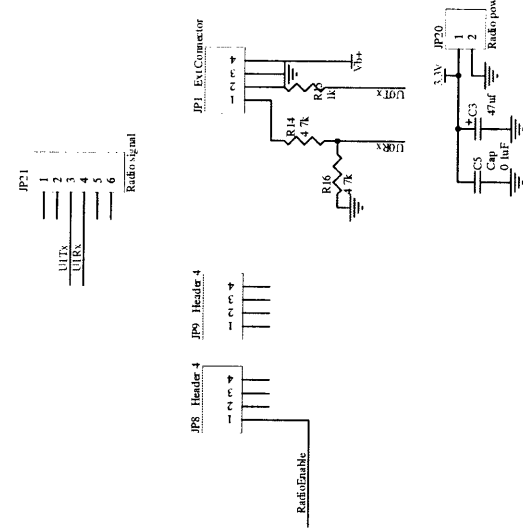 JP21
1
2
3
4
5
6
Radio signal
U1Tx
U1Rx
JP1 Ext Connector
4
3
2
1
Vb+
R25
1k
U0Tx
R14
4 7k
U0Rx
R16
4 7k
JP20
1
2
3.3V
C3
47uf
C5
Cap
0 1uF
JP9 Header 4
4
3
2
1
JP8 Header 4
4
3
2
1
RadioEnable